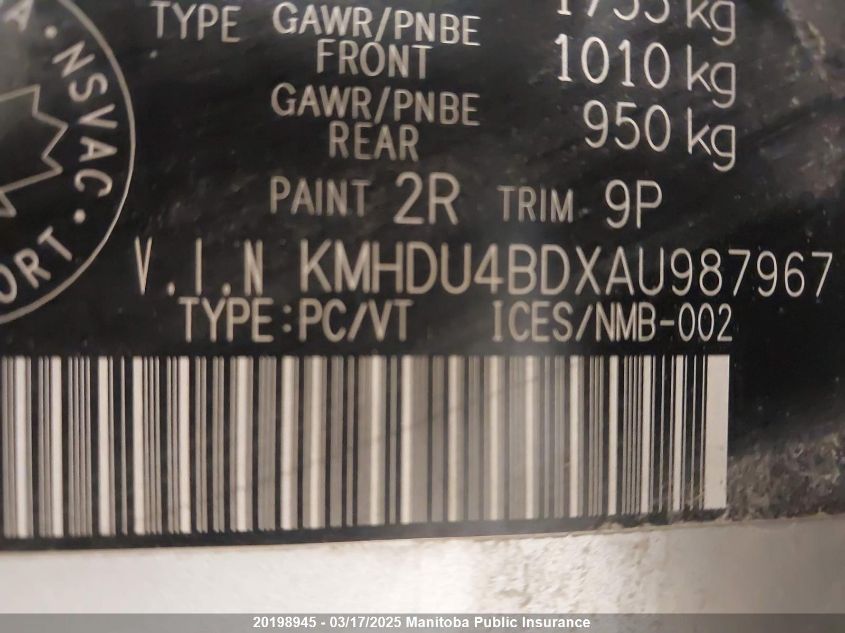 TYPE GAWR/PNBE
FRONT 1010 kg
GAWR/PNBE
REAR 950 kg
PAINT 2R TRIM 9P
V.I.N KMHDU4BDXAU987967
TYPE:PC/VT ICES/NMB-002
NSVAC
20198945 - 03/17/2025 Manitoba Public Insurance